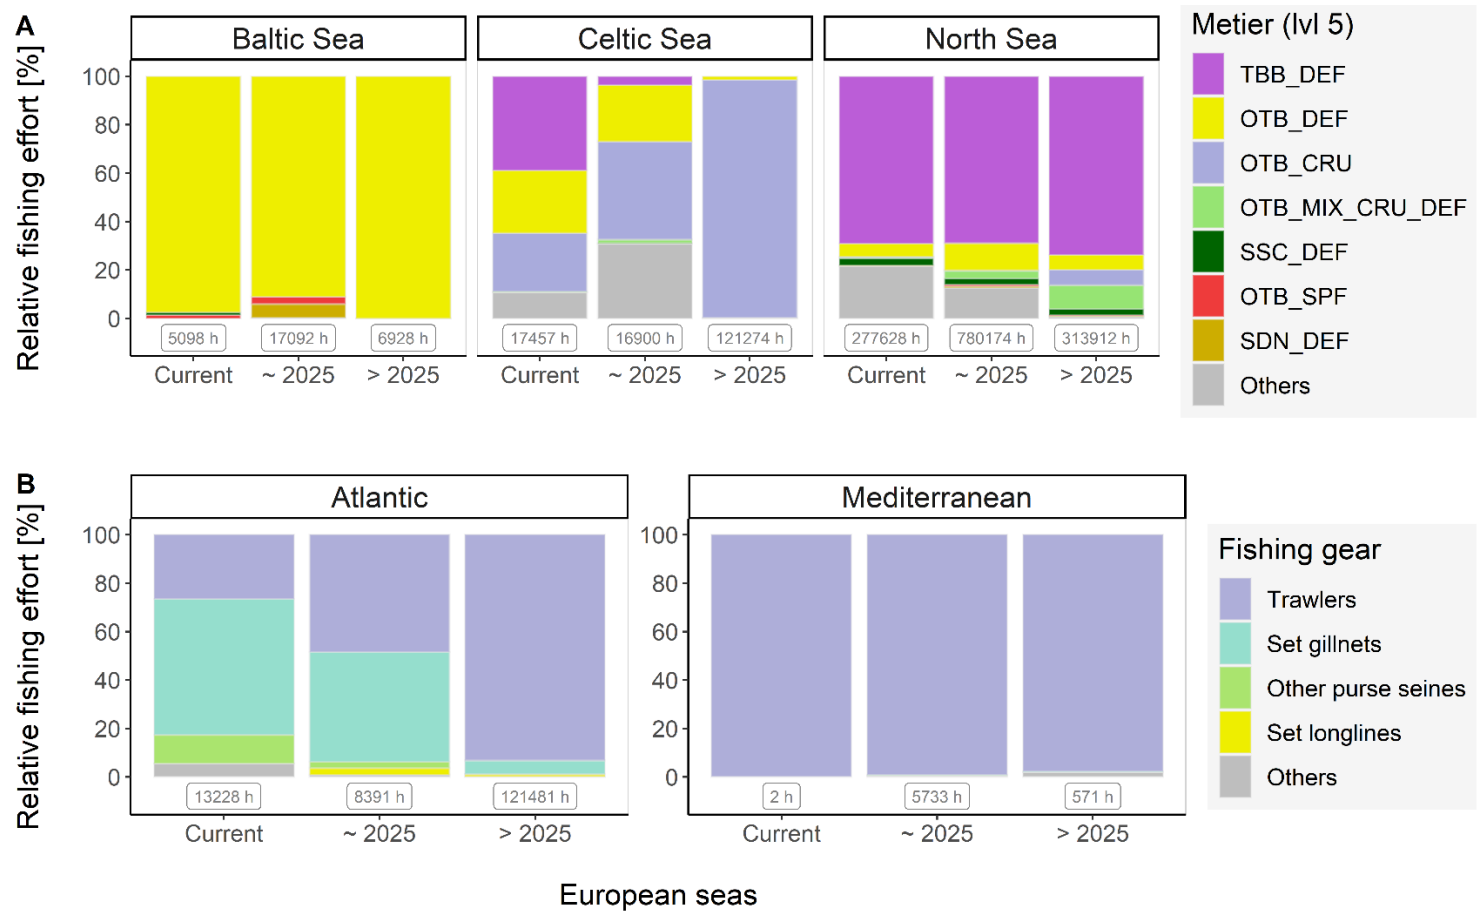 A
Baltic Sea
Celtic Sea
North Sea
Relative fishing effort [%]
100
80
60
40
20
0
5098 h
17092 h
6928 h
17457 h
16900 h
121274 h
277628 h
780174 h
313912 h
Current
~ 2025
> 2025
Current
~ 2025
> 2025
Current
~ 2025
> 2025
Metier (lvl 5)
TBB_DEF
OTB_DEF
OTB_CRU
OTB_MIX_CRU_DEF
SSC_DEF
OTB_SPF
SDN_DEF
Others
B
Atlantic
Mediterranean
Relative fishing effort [%]
100
80
60
40
20
0
100
80
60
40
20
0
13228 h
8391 h
121481 h
2 h
5733 h
571 h
Current
~ 2025
> 2025
Current
~ 2025
> 2025
Fishing gear
Trawlers
Set gillnets
Other purse seines
Set longlines
Others
European seas